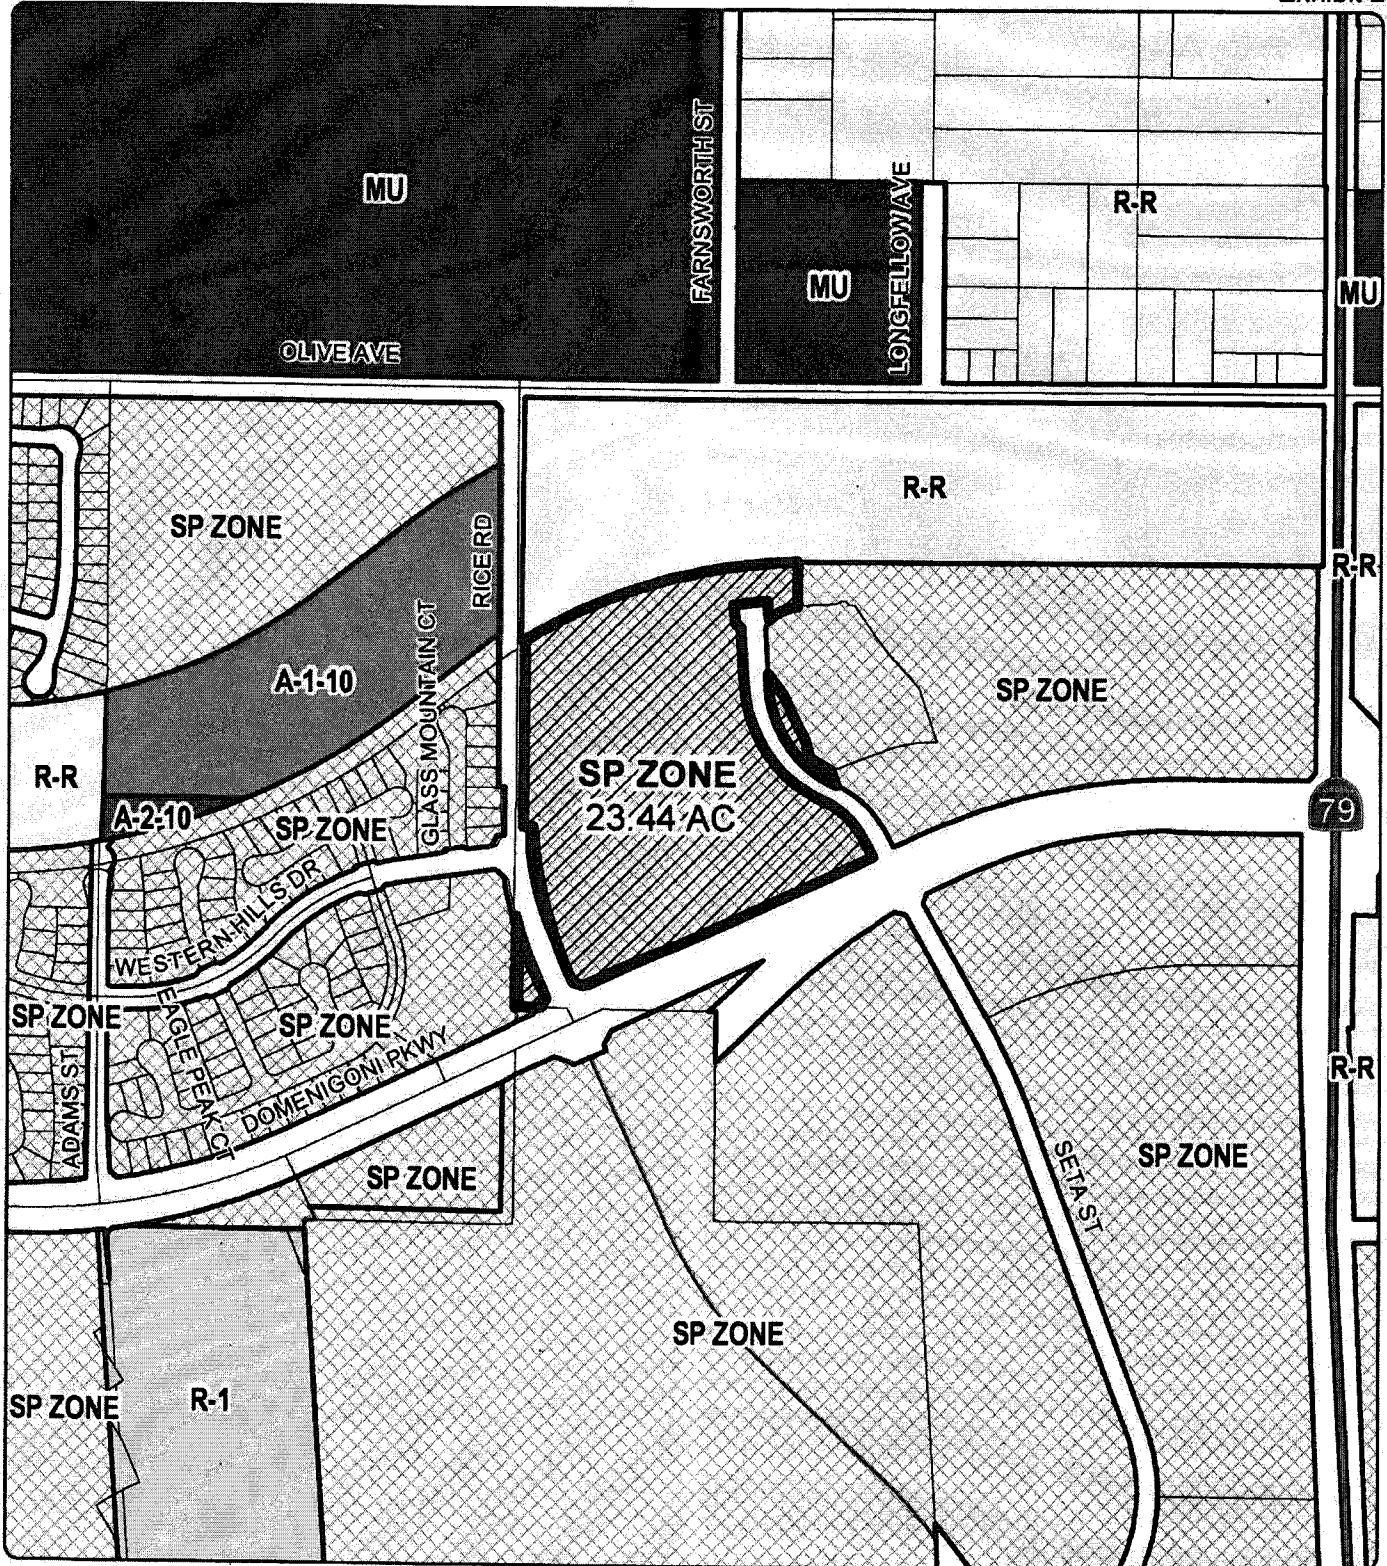 MU
FARNSWORTH ST
LONGFELLOW AVE
R-R
MU
MU
OLIVE AVE
R-R
SP ZONE
RICE RD
R-R
GLASS MOUNTAIN CT
A-1-10
SP ZONE
R-R
SP ZONE
23.44 AC
79
A-2-10
SP ZONE
WESTERN HILLS DR
SP ZONE
EAGLE PEAK CT
SP ZONE
DOMENIGONI PKWY
ADAMS ST
R-R
SP ZONE
SETA ST
SP ZONE
SP ZONE
SP ZONE
R-1